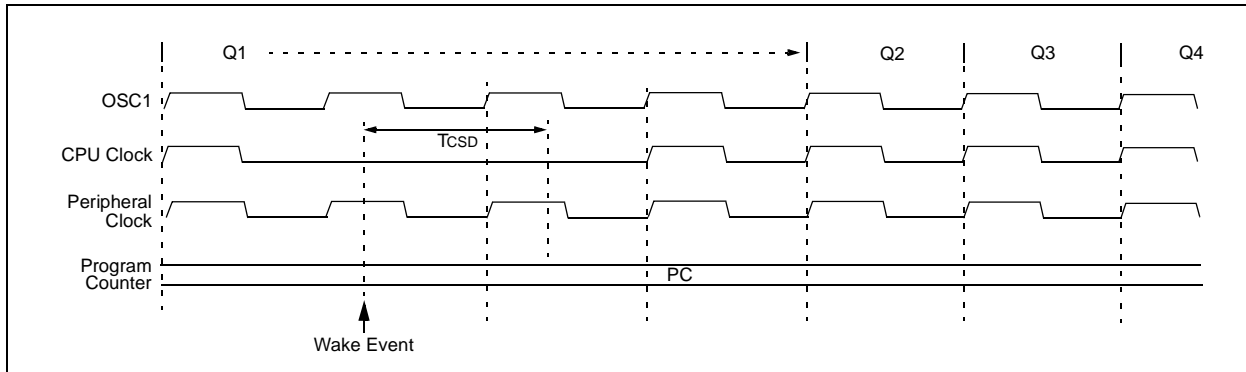 Q1
Q2
Q3
Q4
OSC1
TCSD
CPU Clock
Peripheral
Clock
Program
Counter
PC
Wake Event